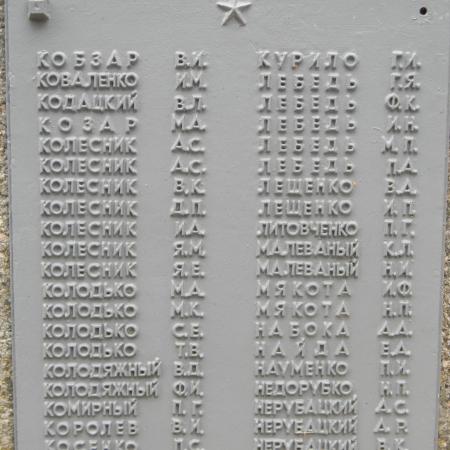 КОБЗАР В.И.
КОВАЛЕНКО И.М.
КОДАЦКИЙ В.Л.
КОЗАР М.А.
КОЛЕСНИК А.С.
КОЛЕСНИК А.С.
КОЛЕСНИК В.К.
КОЛЕСНИК Д.П.
КОЛЕСНИК И.А.
КОЛЕСНИК Я.М.
КОЛЕСНИК Я.Е.
КОЛОДЬКО М.Д.
КОЛОДЬКО М.К.
КОЛОДЬКО С.Е.
КОЛОДЬКО Т.В.
КОЛОДЯЖНЫЙ В.Д.
КОЛОДЯЖНЫЙ Ф.И.
КОМИРНЫЙ П.Г.
КОРОЛЕВ В.И.
КОСЕНКО П.С.
КУРИЛО Г.И.
ЛЕБЕДЬ Г.Я.
ЛЕБЕДЬ Ф.К.
ЛЕБЕДЬ И.Н.
ЛЕБЕДЬ М.П.
ЛЕБЕДЬ П.Д.
ЛЕЩЕНКО В.А.
ЛЕЩЕНКО И.П.
ЛИТОВЧЕНКО П.Г.
МАЛЕВАНЫЙ К.Л.
МАЛЕВАНЫЙ Н.И.
МЯКОТА И.Ф.
МЯКОТА Н.П.
НАБОКА А.А.
НАЙДА Е.Д.
НАУМЕНКО П.И.
НЕДОРУБКО Н.П.
НЕРУБАЦКИЙ А.С.
НЕРУБАЦКИЙ А.Р.
НЕРУБАЦКИЙ В.К.